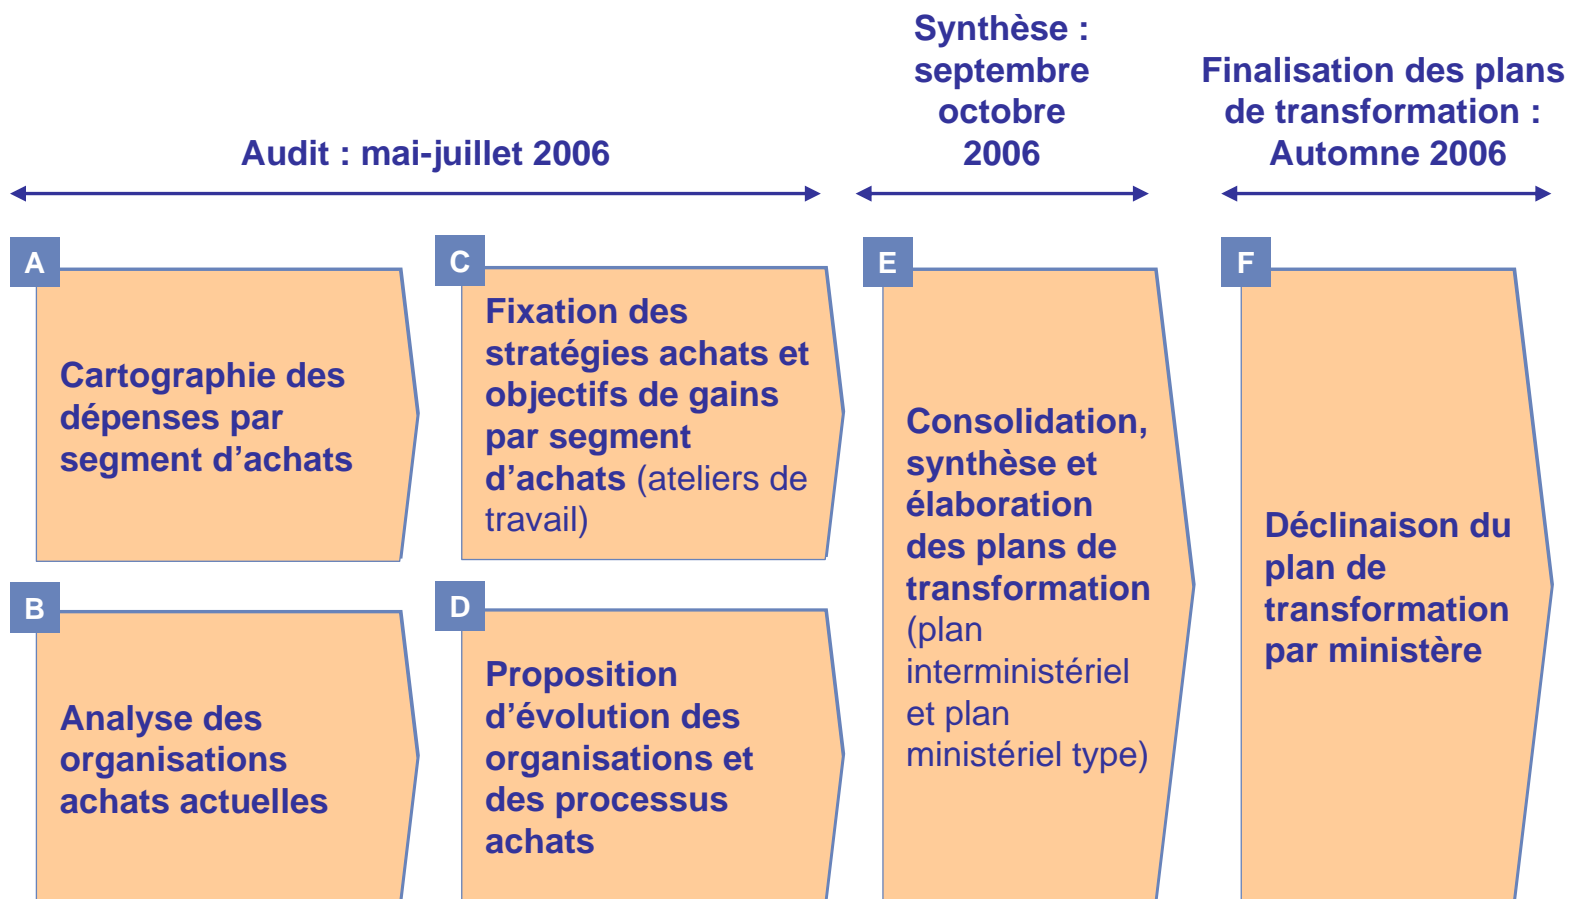 Audit : mai-juillet 2006
Synthèse :
septembre
octobre
2006
Finalisation des plans
de transformation :
Automne 2006
A
Cartographie des
dépenses par
segment d’achats
B
Analyse des
organisations
achats actuelles
C
Fixation des
stratégies achats et
objectifs de gains
par segment
d’achats (ateliers de
travail)
D
Proposition
d’évolution des
organisations et
des processus
achats
E
Consolidation,
synthèse et
élaboration
des plans de
transformation
(plan
interministériel
et plan
ministériel type)
F
Déclinaison du
plan de
transformation
par ministère